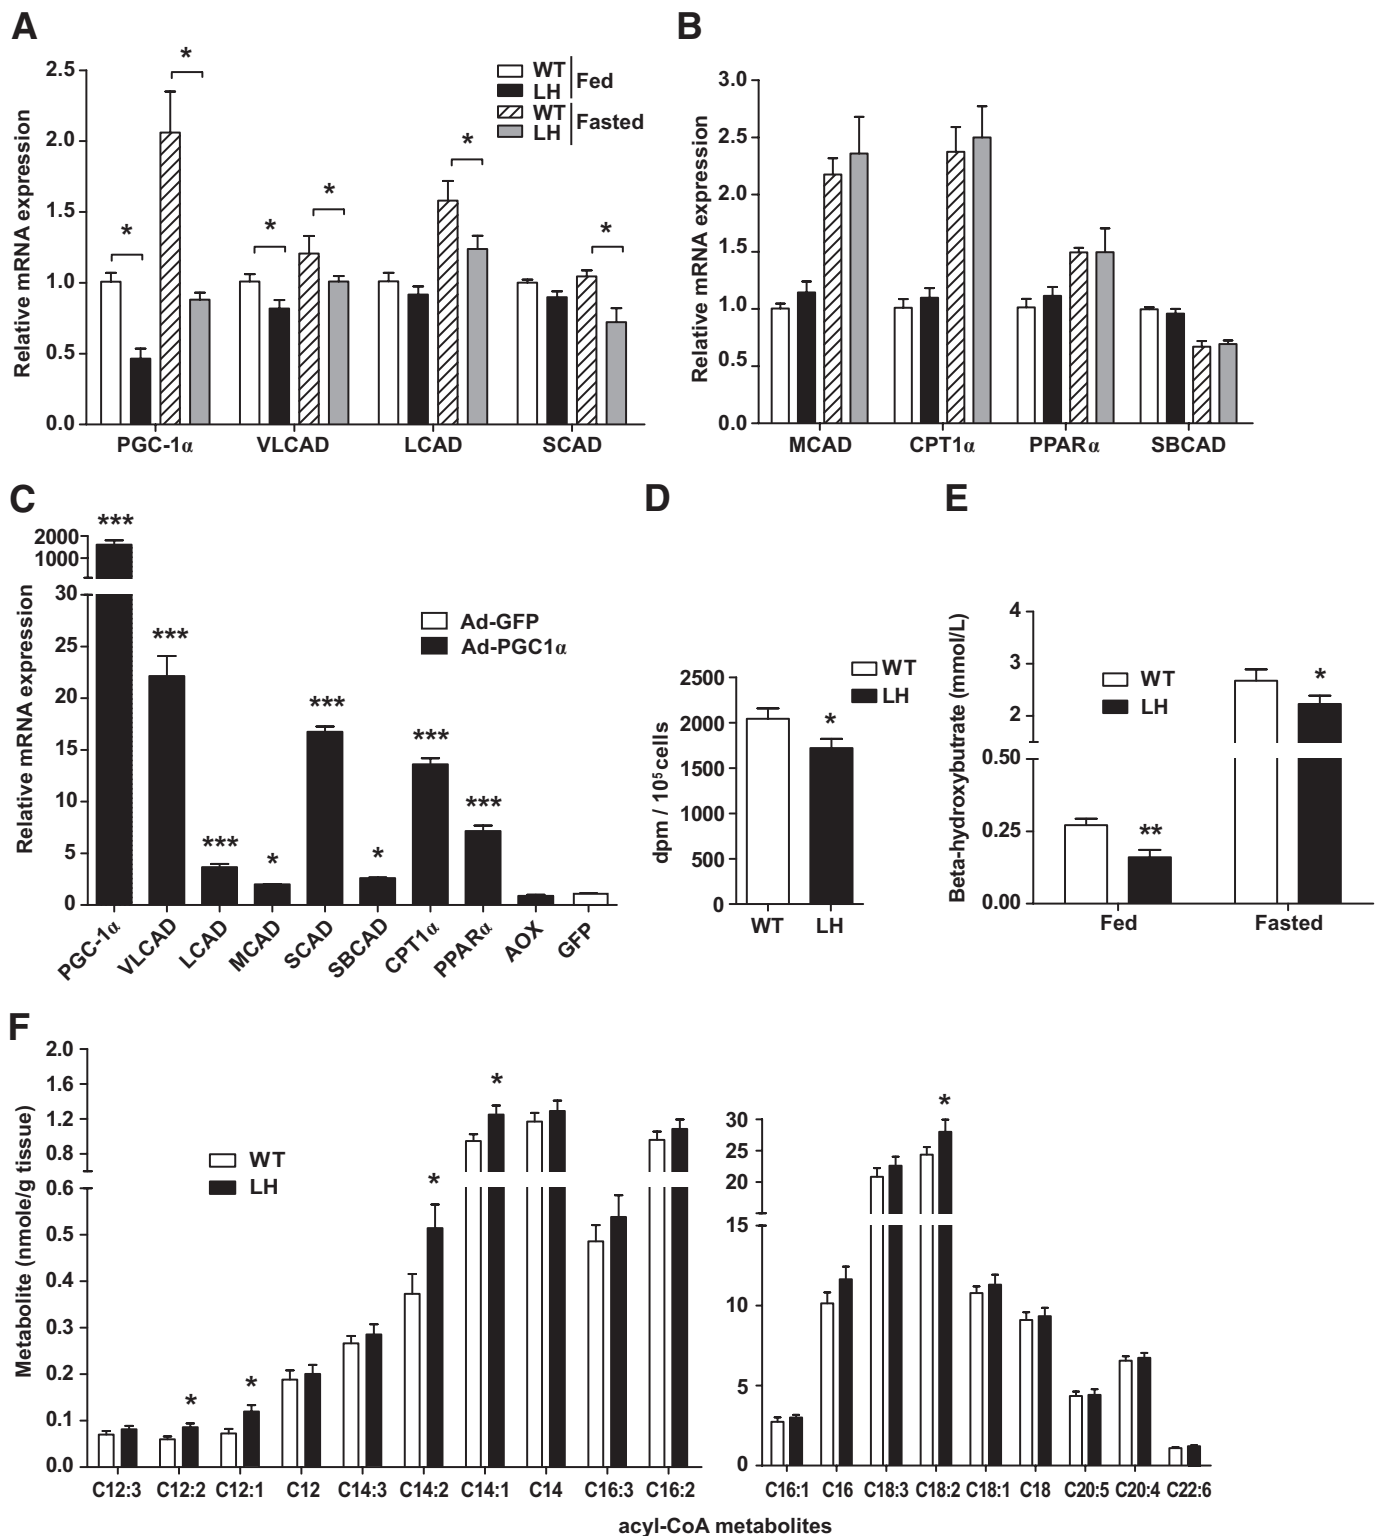 A
Relative mRNA expression
2.5
2.0
1.5
1.0
0.5
0.0
* * * * * *
WT
LH
Fed
WT
LH
Fasted
PGC-1α VLCAD LCAD SCAD
B
Relative mRNA expression
3.0
2.5
2.0
1.5
1.0
0.5
0.0
MCAD CPT1α PPARα SBCAD
C
Relative mRNA expression
2000
1000
30
25
20
15
10
5
0
*** *** *** * *** * *** ***
Ad-GFP
Ad-PGC1α
PGC-1α VLCAD LCAD MCAD SCAD SBCAD CPT1α PPARα AOX GFP
D
dpm / 10⁵ cells
2500
2000
1500
1000
500
0
*
WT
LH
WT LH
E
Beta-hydroxybutrate (mmol/L)
4
3
2
0.50
0.25
0.00
** *
WT
LH
Fed Fasted
F
Metabolite (nmole/g tissue)
2.0
1.6
1.2
0.8
0.6
0.5
0.4
0.3
0.2
0.1
0.0
* * * *
WT
LH
C12:3 C12:2 C12:1 C12 C14:3 C14:2 C14:1 C14 C16:3 C16:2
30
25
20
15
10
5
0
*
C16:1 C16 C18:3 C18:2 C18:1 C18 C20:5 C20:4 C22:6
acyl-CoA metabolites